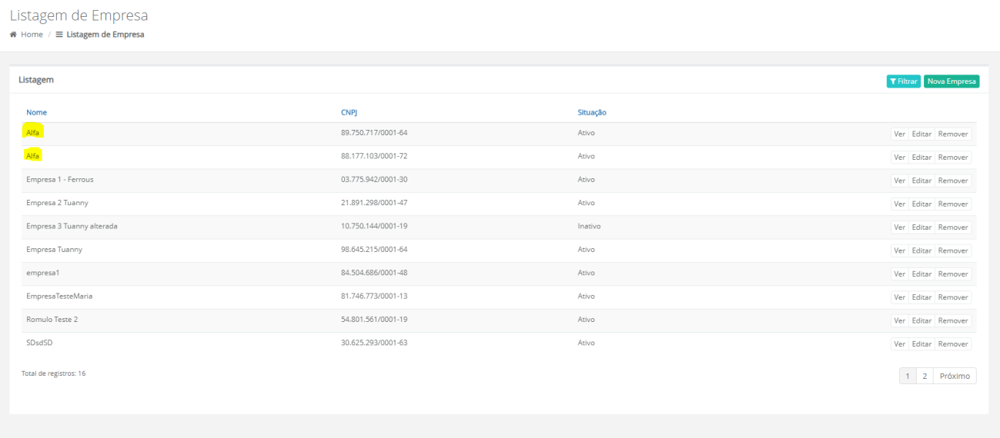 Listagem de Empresa
Home / Listagem de Empresa
Listagem Filtrar Nova Empresa
Nome CNPJ Situação
Alfa 89.750.717/0001-64 Ativo Ver Editar Remover
Alfa 88.177.103/0001-72 Ativo Ver Editar Remover
Empresa 1 - Ferrous 03.775.942/0001-30 Ativo Ver Editar Remover
Empresa 2 Tuanny 21.891.298/0001-47 Ativo Ver Editar Remover
Empresa 3 Tuanny alterada 10.750.144/0001-19 Inativo Ver Editar Remover
Empresa Tuanny 98.645.215/0001-64 Ativo Ver Editar Remover
empresa1 84.504.686/0001-48 Ativo Ver Editar Remover
EmpresaTesteMaria 81.746.773/0001-13 Ativo Ver Editar Remover
Romulo Teste 2 54.801.561/0001-19 Ativo Ver Editar Remover
SDsdSD 30.625.293/0001-63 Ativo Ver Editar Remover
Total de registros: 16 1 2 Próximo